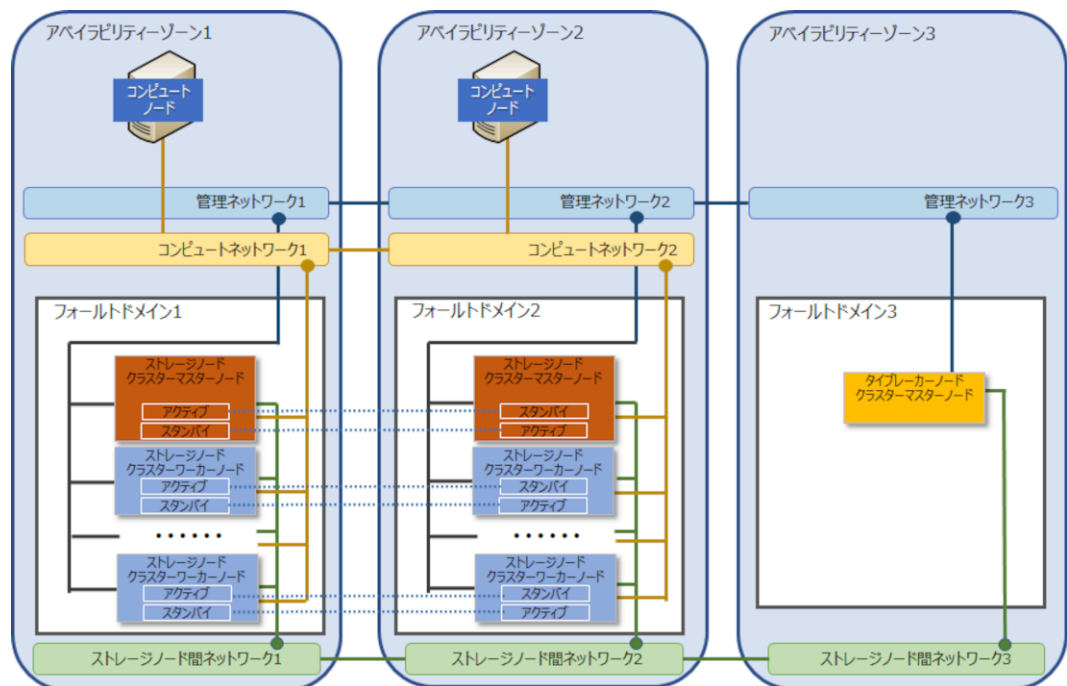 アベイラビリティーゾーン1
アベイラビリティーゾーン2
アベイラビリティーゾーン3
コンピュート
ノード
コンピュート
ノード
管理ネットワーク1
管理ネットワーク2
管理ネットワーク3
コンピュートネットワーク1
コンピュートネットワーク2
フォールトドメイン1
ストレージノード
クラスターマスターノード
アクティブ
スタンバイ
ストレージノード
クラスターワーカーノード
アクティブ
スタンバイ
・・・・・・
ストレージノード
クラスターワーカーノード
アクティブ
スタンバイ
フォールトドメイン2
ストレージノード
クラスターマスターノード
スタンバイ
アクティブ
ストレージノード
クラスターワーカーノード
スタンバイ
アクティブ
・・・・・・
ストレージノード
クラスターワーカーノード
スタンバイ
アクティブ
フォールトドメイン3
タイブレーカーノード
クラスターマスターノード
ストレージノード間ネットワーク1
ストレージノード間ネットワーク2
ストレージノード間ネットワーク3